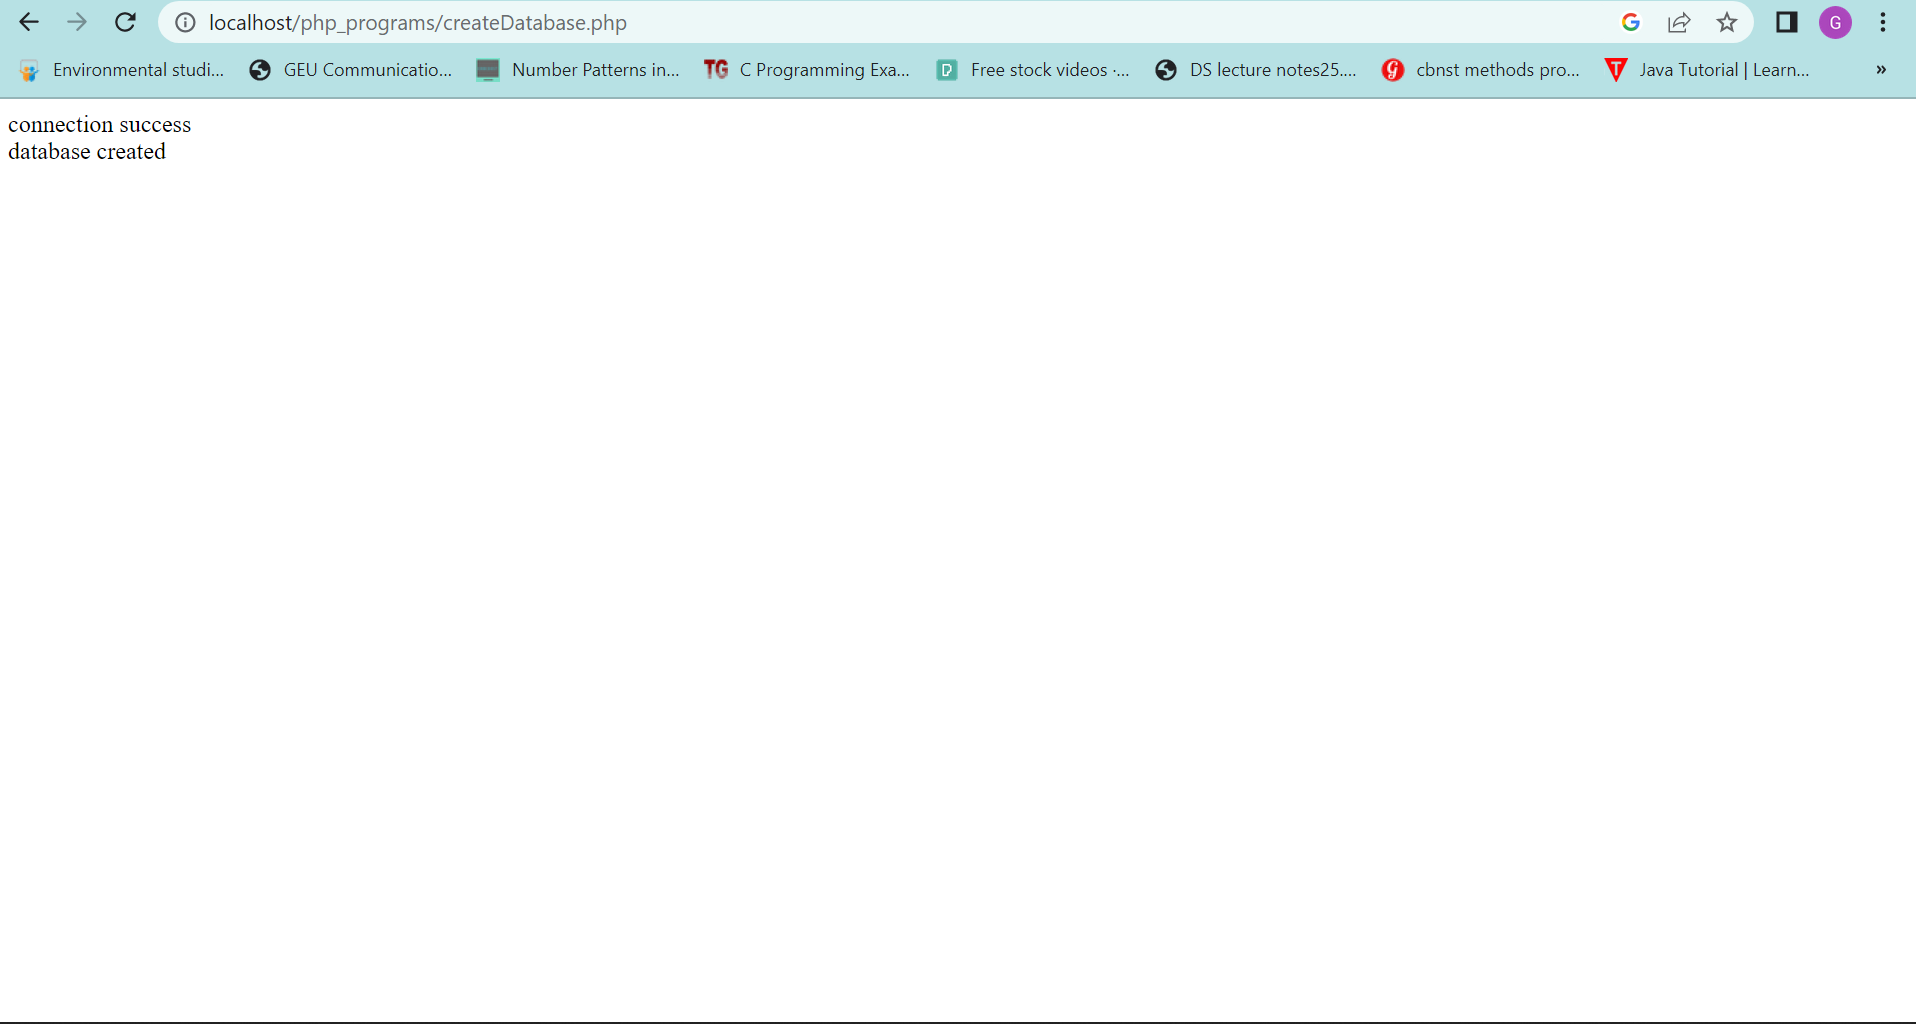 localhost/php_programs/createDatabase.php
G
Environmental studi... GEU Communicatio... Number Patterns in... TG C Programming Exa... P Free stock videos ·... DS lecture notes25.... cbnst methods pro... T Java Tutorial | Learn... »
connection success
database created